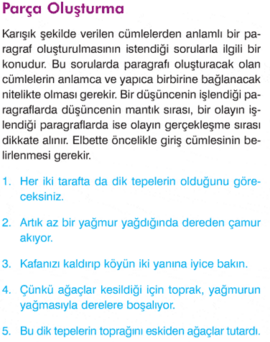 Parça Oluşturma
Karışık şekilde verilen cümlelerden anlamlı bir pa-
ragraf oluşturulmasının istendiği sorularla ilgili bir
konudur. Bu sorularda paragrafı oluşturacak olan
cümlelerin anlamca ve yapıca birbirine bağlanacak
nitelikte olması gerekir. Bir düşüncenin işlendiği pa-
ragraflarda düşüncenin mantık sırası, bir olayın iş-
lendiği paragraflarda ise olayın gerçekleşme sırası
dikkate alınır. Elbette öncelikle giriş cümlesinin be-
lirlenmesi gerekir.
1. Her iki tarafta da dik tepelerin olduğunu göre-
ceksiniz.
2. Artık az bir yağmur yağdığında dereden çamur
akıyor.
3. Kafanızı kaldırıp köyün iki yanına iyice bakın.
4. Çünkü ağaçlar kesildiği için toprak, yağmurun
yağmasıyla derelere boşalıyor.
5. Bu dik tepelerin toprağını eskiden ağaçlar tutardı.